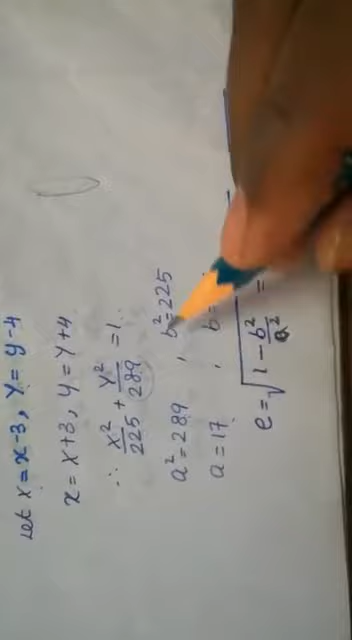 Let X = x-3, Y = y-4
x = X+3, y = Y+4
∴ X²/225 + Y²/289 = 1.
a² = 289, b² = 225
a = 17, b =
e = √(1 - b²/a²) =